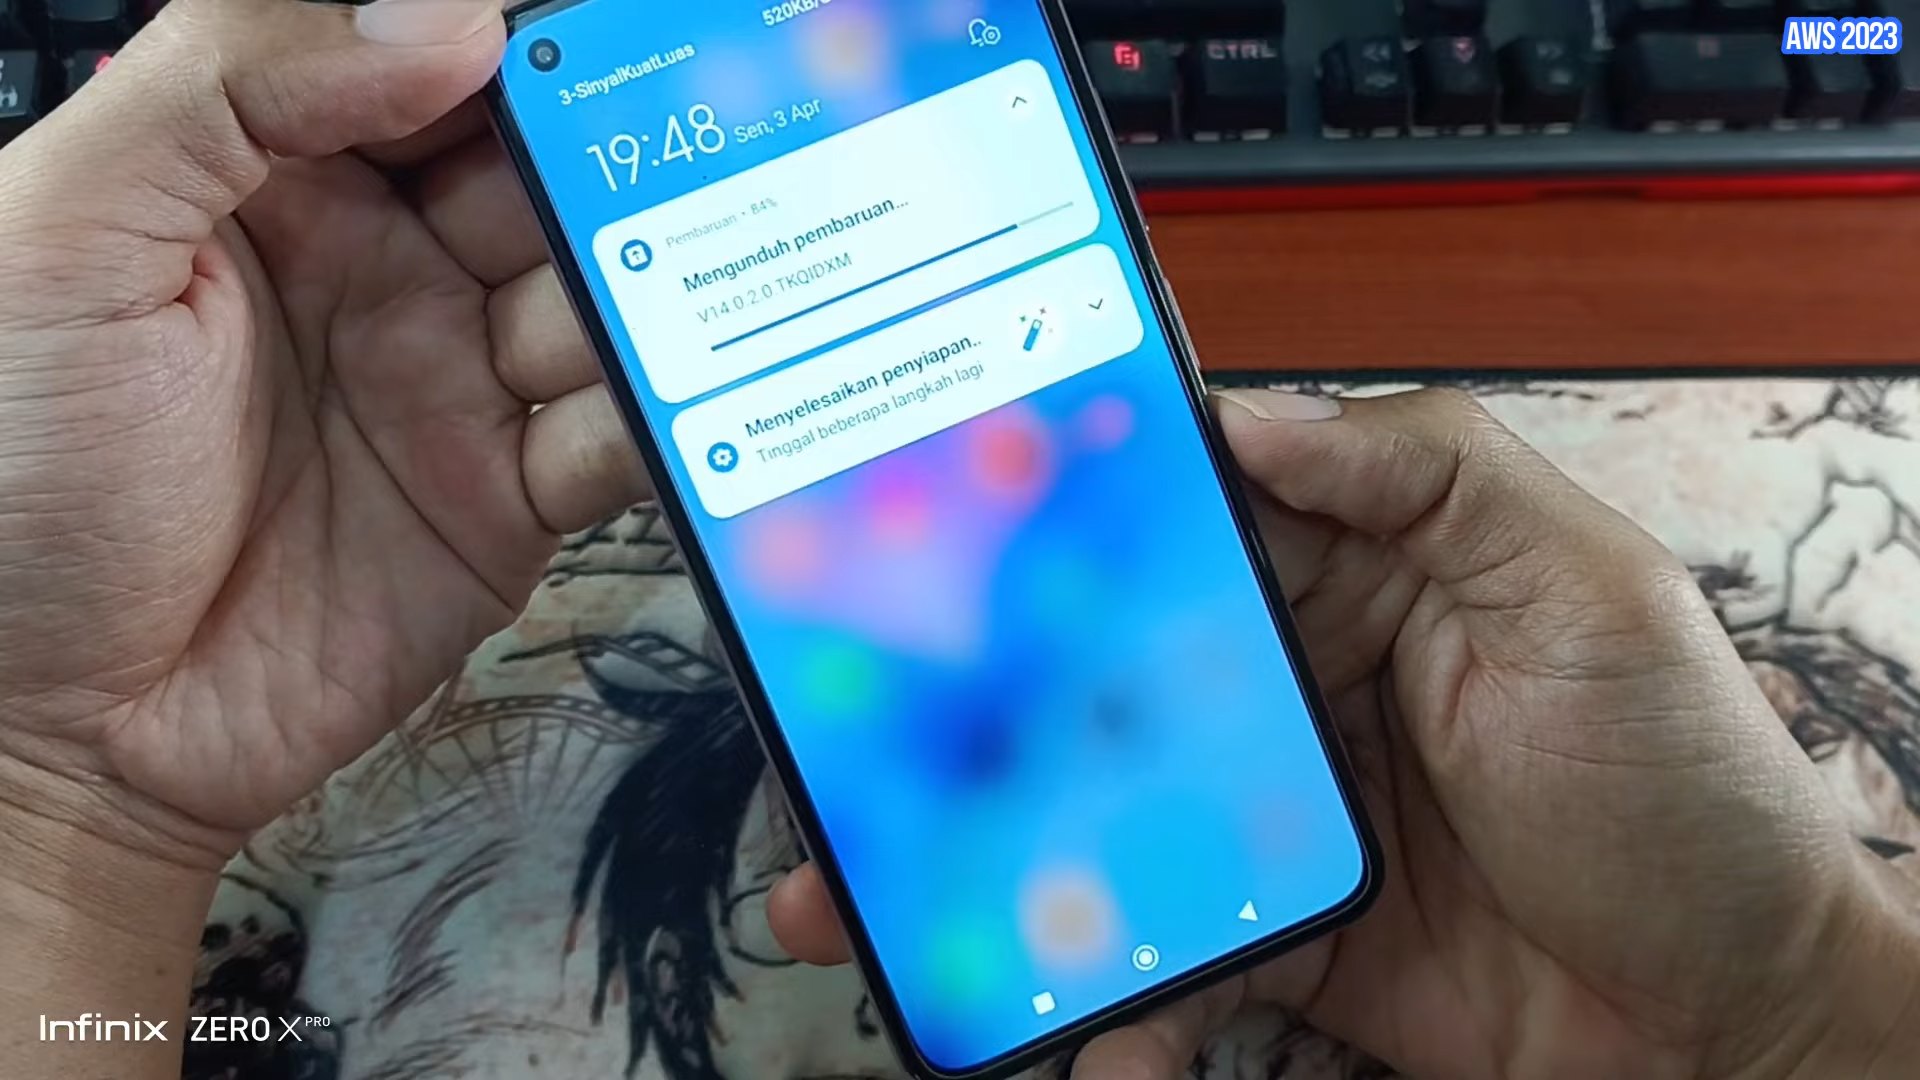 AWS 2023
520KB/
3-SinyalKuatLuas
19:48 Sen, 3 Apr
Pembaruan • 84%
Mengunduh pembaruan...
V14.0.2.0.TKQIDXM
Menyelesaikan penyiapan..
Tinggal beberapa langkah lagi
CTRL
Infinix ZERO X PRO